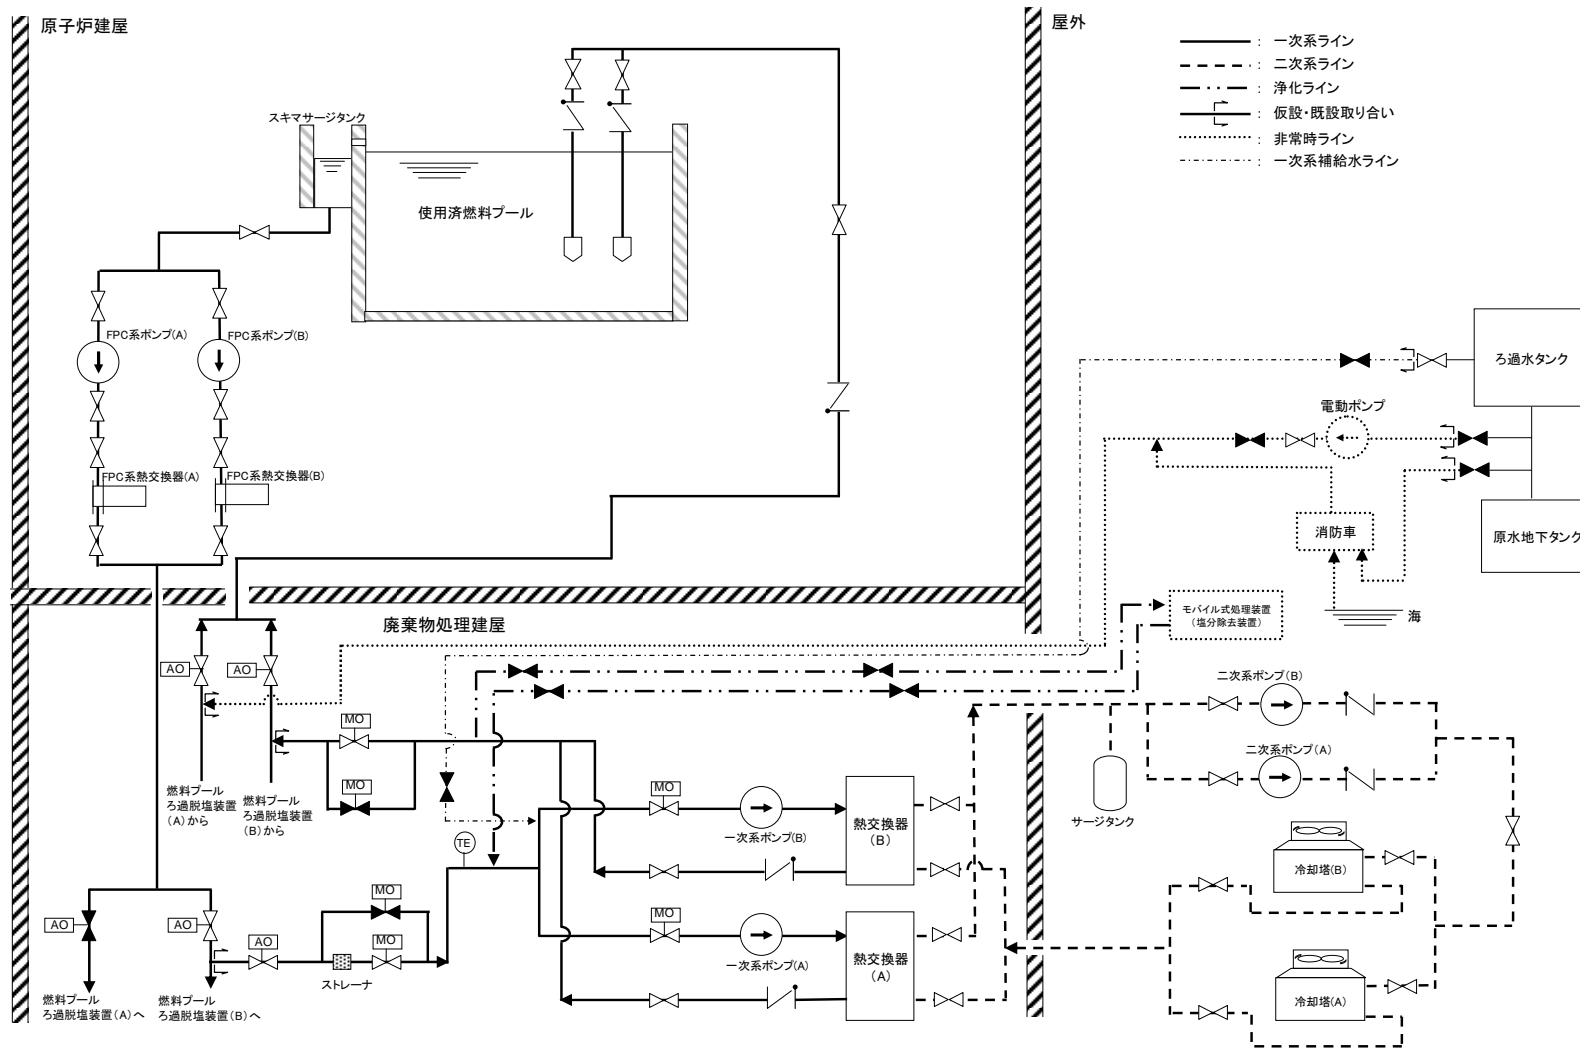 原子炉建屋
屋外
： 一次系ライン
： 二次系ライン
： 浄化ライン
： 仮設・既設取り合い
： 非常時ライン
： 一次系補給水ライン
スキマサージタンク
使用済燃料プール
FPC系ポンプ(A)
FPC系ポンプ(B)
ろ過水タンク
電動ポンプ
FPC系熱交換器(A)
FPC系熱交換器(B)
消防車
原水地下タンク
海
モバイル式処理装置
（塩分除去装置）
廃棄物処理建屋
AO
AO
二次系ポンプ(B)
MO
二次系ポンプ(A)
MO
燃料プール
ろ過脱塩装置
（A）から
燃料プール
ろ過脱塩装置
（B）から
MO
サージタンク
熱交換器
（B）
一次系ポンプ(B)
TE
冷却塔(B)
MO
AO
AO
AO
MO
MO
熱交換器
（A）
一次系ポンプ(A)
ストレーナ
冷却塔(A)
燃料プール
ろ過脱塩装置（A）へ
燃料プール
ろ過脱塩装置（B）へ